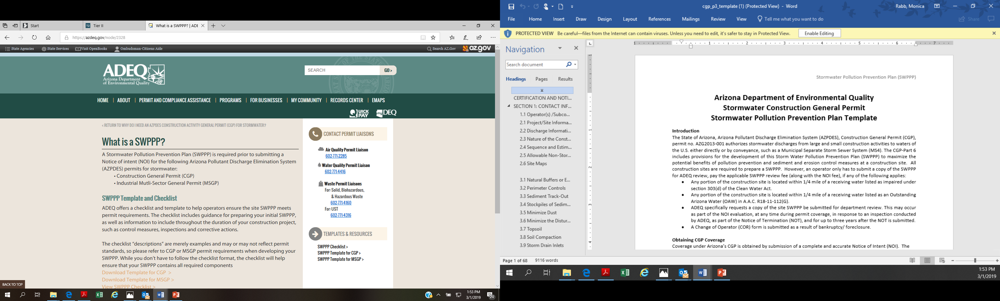 Start
Tier II
What is a SWPPP? | ADE
https://azdeq.gov/node/2328
State Agencies
State Services
Visit OpenBooks
Ombudsman-Citizens Aide
Search AZ.Gov
az.gov
ADEQ
Arizona Department
of Environmental Quality
SEARCH
GO >
HOME | ABOUT | PERMIT AND COMPLIANCE ASSISTANCE | PROGRAMS | FOR BUSINESSES | MY COMMUNITY | RECORDS CENTER | EMAPS
QUICK PAY
myDEQ
< RETURN TO WHY DO I NEED AN AZPDES CONSTRUCTION ACTIVITY GENERAL PERMIT (CGP) FOR STORMWATER?
What is a SWPPP?
A Stormwater Pollution Prevention Plan (SWPPP) is required prior to submitting a
Notice of intent (NOI) for the following Arizona Pollutant Discharge Elimination System
(AZPDES) permits for stormwater:
• Construction General Permit (CGP)
• Industrial Mutli-Sector General Permit (MSGP)
SWPPP Template and Checklist
ADEQ offers a checklist and template to help operators ensure the site SWPPP meets
permit requirements. The checklist includes guidance for preparing your initial SWPPP,
as well as information to include throughout the duration of your construction project,
such as control measures, inspections and corrective actions.
The checklist “descriptions” are merely examples and may or may not reflect permit
standards, so please refer to CGP or MSGP permit requirements when developing your
SWPPP. While you don’t have to follow the checklist format, the checklist will help
ensure that your SWPPP contains all required components
Download Template for CGP >
Download Template for MSGP >
View SWPPP Checklist >
BACK TO TOP
CONTACT PERMIT LIAISONS
Air Quality Permit Liaison
602-771-2285
Water Quality Permit Liaison
602-771-4416
Waste Permit Liaisons
For: Solid, Biohazardous,
& Hazardous Waste
602-771-4160
For: UST
602-771-4316
TEMPLATES & RESOURCES
SWPPP Checklist >
SWPPP Template for CGP >
SWPPP Template for MSGP >
1:53 PM
3/1/2019
20
cgp_p3_template (1) (Protected View) - Word
Rabb, Monica
File Home Insert Draw Design Layout References Mailings Review View Tell me what you want to do
Share
PROTECTED VIEW Be careful—files from the Internet can contain viruses. Unless you need to edit, it's safer to stay in Protected View.
Enable Editing
Navigation
Search document
Headings Pages Results
CERTIFICATION AND NOTI...
SECTION 1: CONTACT INF...
1.1 Operator(s) /Subco...
2.1 Project/Site Informa...
2.2 Discharge Informati...
2.3 Nature of the Const...
2.4 Sequence and Estim...
2.5 Allowable Non-Stor...
2.6 Site Maps
3.1 Natural Buffers or E...
3.2 Perimeter Controls
3.3 Sediment Track-Out
3.4 Stockpiles of Sedim...
3.5 Minimize Dust
3.6 Minimize the Distur...
3.7 Topsoil
3.8 Soil Compaction
3.9 Storm Drain Inlets
Stormwater Pollution Prevention Plan (SWPPP)
Arizona Department of Environmental Quality
Stormwater Construction General Permit
Stormwater Pollution Prevention Plan Template
Introduction
The State of Arizona, Arizona Pollutant Discharge Elimination System (AZPDES), Construction General Permit (CGP),
permit no. AZG2013-001 authorizes stormwater discharges from large and small construction activities to waters of
the U.S. either directly or by conveyance, such as a Municipal Separate Storm Sewer System (MS4). The CGP-Part 6
includes provisions for the development of this Storm Water Pollution Prevention Plan (SWPPP) to maximize the
potential benefits of pollution prevention and sediment and erosion control measures at a construction site. All
construction sites are required to prepare a SWPPP. However, an operator only has to submit a copy of the SWPPP
for ADEQ review, pay the applicable SWPPP review fee (along with the NOI fee), if any of the following applies:
• Any portion of the construction site is located within 1/4 mile of a receiving water listed as impaired under
section 303(d) of the Clean Water Act.
• Any portion of the construction site is located within 1/4 mile of a receiving water listed as an Outstanding
Arizona Water (OAW) in A.A.C. R18-11-112(G).
• ADEQ specifically requests a copy of the site SWPPP be submitted for department review. This may occur
as part of the NOI evaluation, at any time during permit coverage, in response to an inspection conducted
by ADEQ, as part of the Notice of Termination (NOT), and for up to three years after the NOT is submitted.
• A Change of Operator (COR) form is submitted as a result of bankruptcy/ foreclosure.
Obtaining CGP Coverage
Coverage under Arizona’s CGP is obtained by submission of a complete and accurate Notice of Intent (NOI). The
Page 1 of 68 9116 words
1:53 PM
3/1/2019